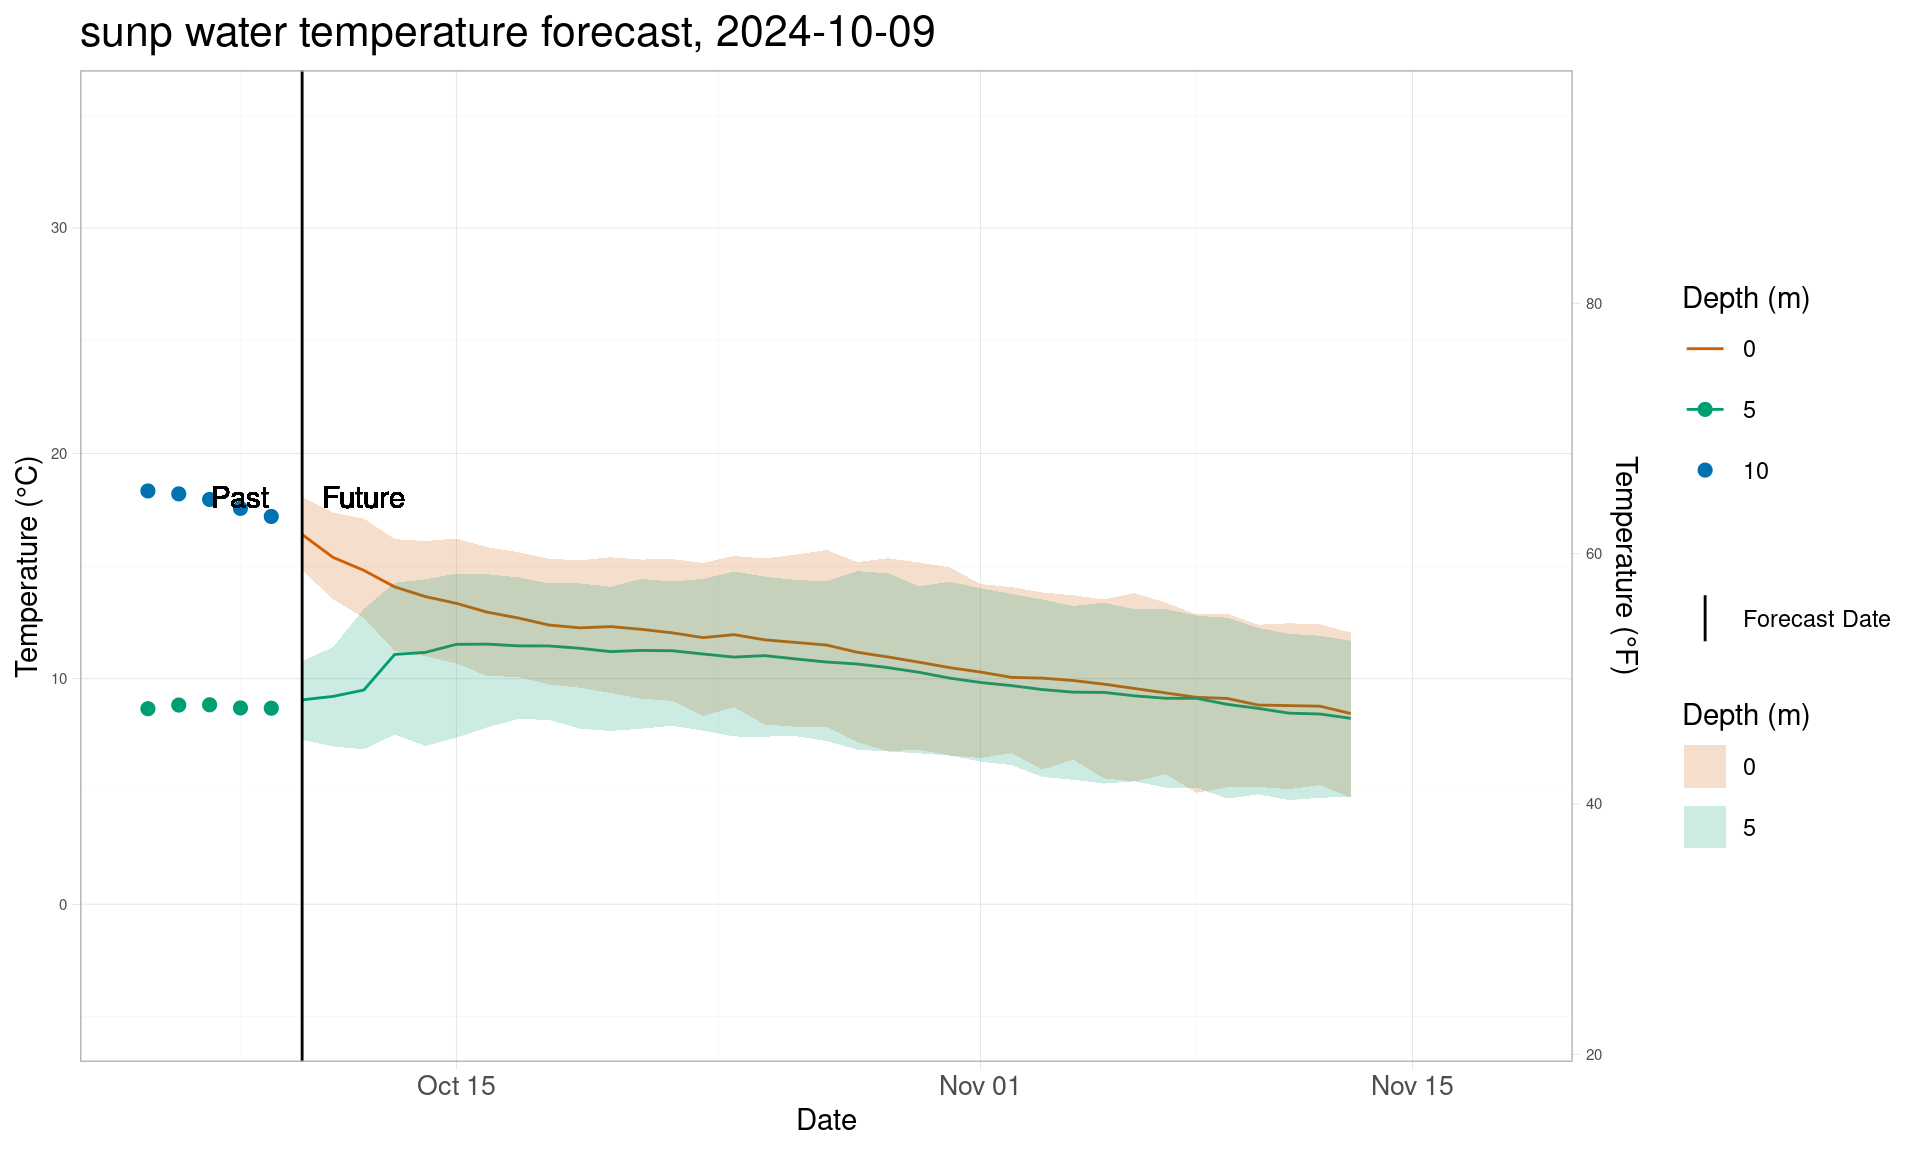 sunp water temperature forecast, 2024-10-09
Temperature (°C)
30
20
10
0
Past
Future
80
60
40
20
Temperature (°F)
Oct 15
Nov 01
Nov 15
Date
Depth (m)
0
5
10
Forecast Date
Depth (m)
0
5